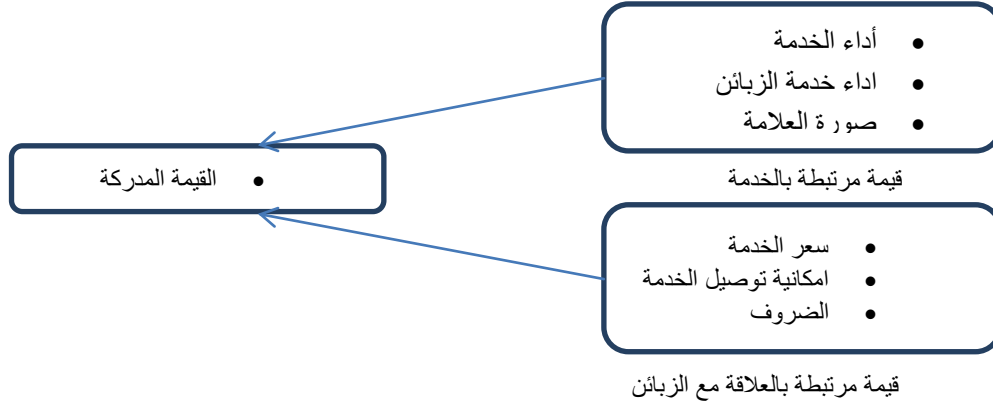 أداء الخدمة
اداء خدمة الزبائن
صورة العلامة
قيمة مرتبطة بالخدمة
القيمة المدركة
سعر الخدمة
امكانية توصيل الخدمة
الضروف
قيمة مرتبطة بالعلاقة مع الزبائن